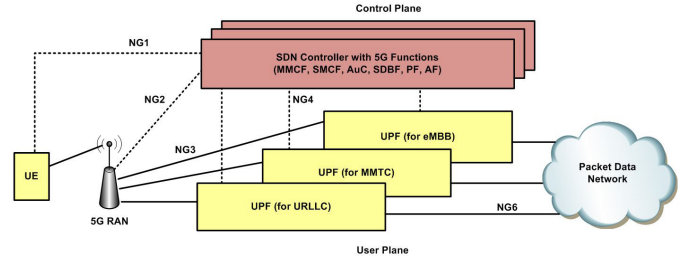 Control Plane
NG1
SDN Controller with 5G Functions
(MMCF, SMCF, AuC, SDBF, PF, AF)
NG2
NG4
UPF (for eMBB)
NG3
UE
UPF (for MMTC)
Packet Data
Network
UPF (for URLLC)
NG6
5G RAN
User Plane